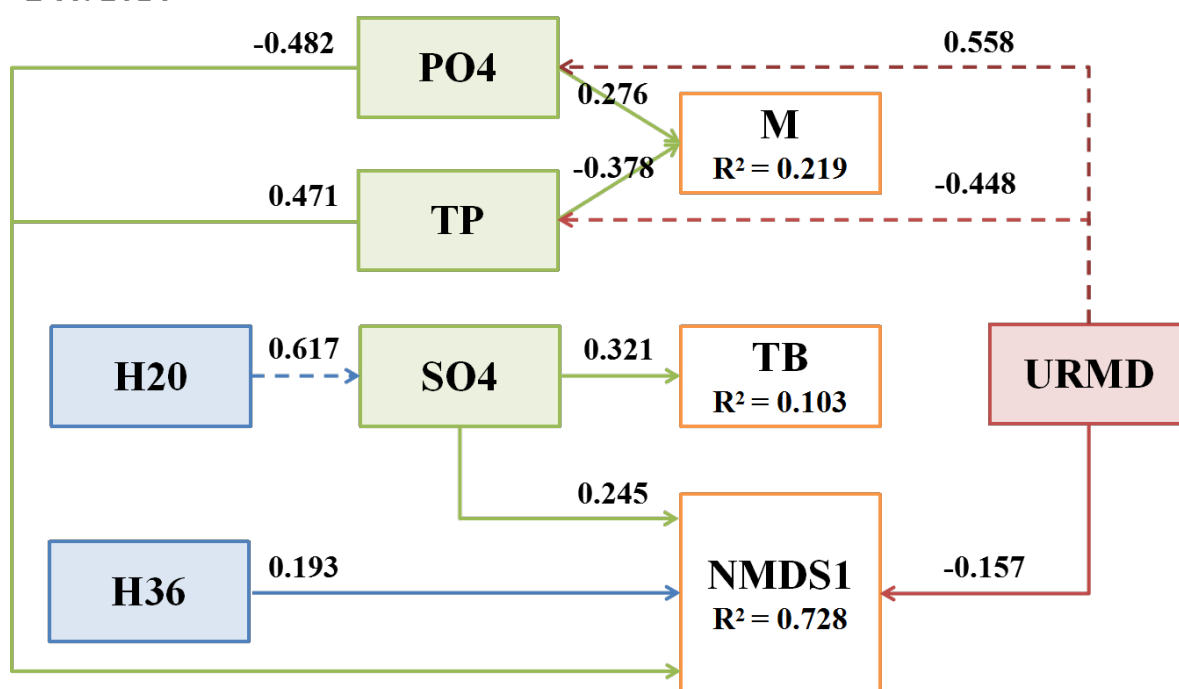 -0.482
PO4
0.558
0.276
M
R² = 0.219
-0.378
0.471
TP
-0.448
H20
0.617
SO4
0.321
TB
R² = 0.103
URMD
0.245
H36
0.193
NMDS1
R² = 0.728
-0.157